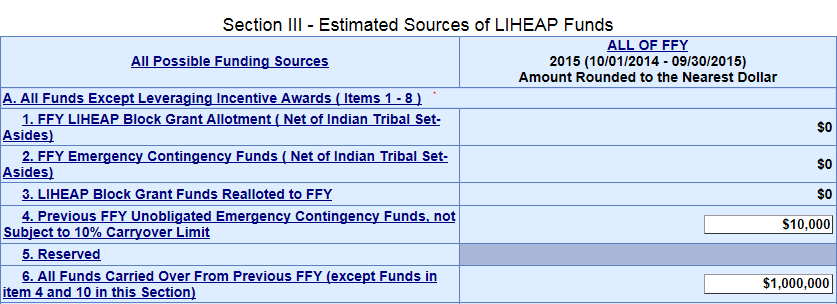 Section III - Estimated Sources of LIHEAP Funds
All Possible Funding Sources
ALL OF FFY
2015 (10/01/2014 - 09/30/2015)
Amount Rounded to the Nearest Dollar
A. All Funds Except Leveraging Incentive Awards ( Items 1 - 8 ) *
1. FFY LIHEAP Block Grant Allotment ( Net of Indian Tribal Set-
Asides)
$0
2. FFY Emergency Contingency Funds ( Net of Indian Tribal Set-
Asides)
$0
3. LIHEAP Block Grant Funds Realloted to FFY
$0
4. Previous FFY Unobligated Emergency Contingency Funds, not
Subject to 10% Carryover Limit
$10,000
5. Reserved
6. All Funds Carried Over From Previous FFY (except Funds in
item 4 and 10 in this Section)
$1,000,000